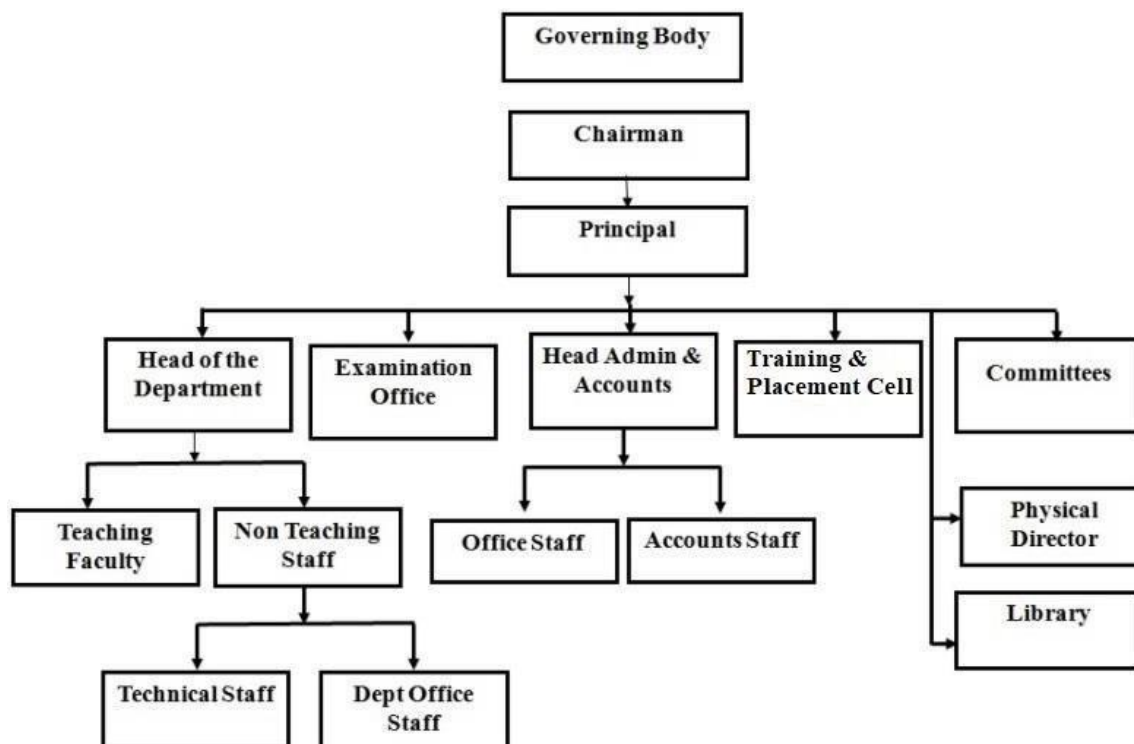 Governing Body
Chairman
Principal
Head of the
Department
Examination
Office
Head Admin &
Accounts
Training &
Placement Cell
Committees
Teaching
Faculty
Non Teaching
Staff
Office Staff
Accounts Staff
Physical
Director
Library
Technical Staff
Dept Office
Staff